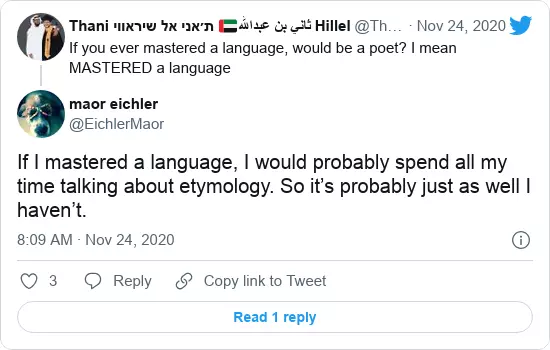 Thani ת׳אני אל שיראווי 🇦🇪ثاني بن عبدالله Hillel @Th… · Nov 24, 2020
If you ever mastered a language, would be a poet? I mean
MASTERED a language
maor eichler
@EichlerMaor
If I mastered a language, I would probably spend all my
time talking about etymology. So it’s probably just as well I
haven’t.
8:09 AM · Nov 24, 2020
3 Reply Copy link to Tweet
Read 1 reply